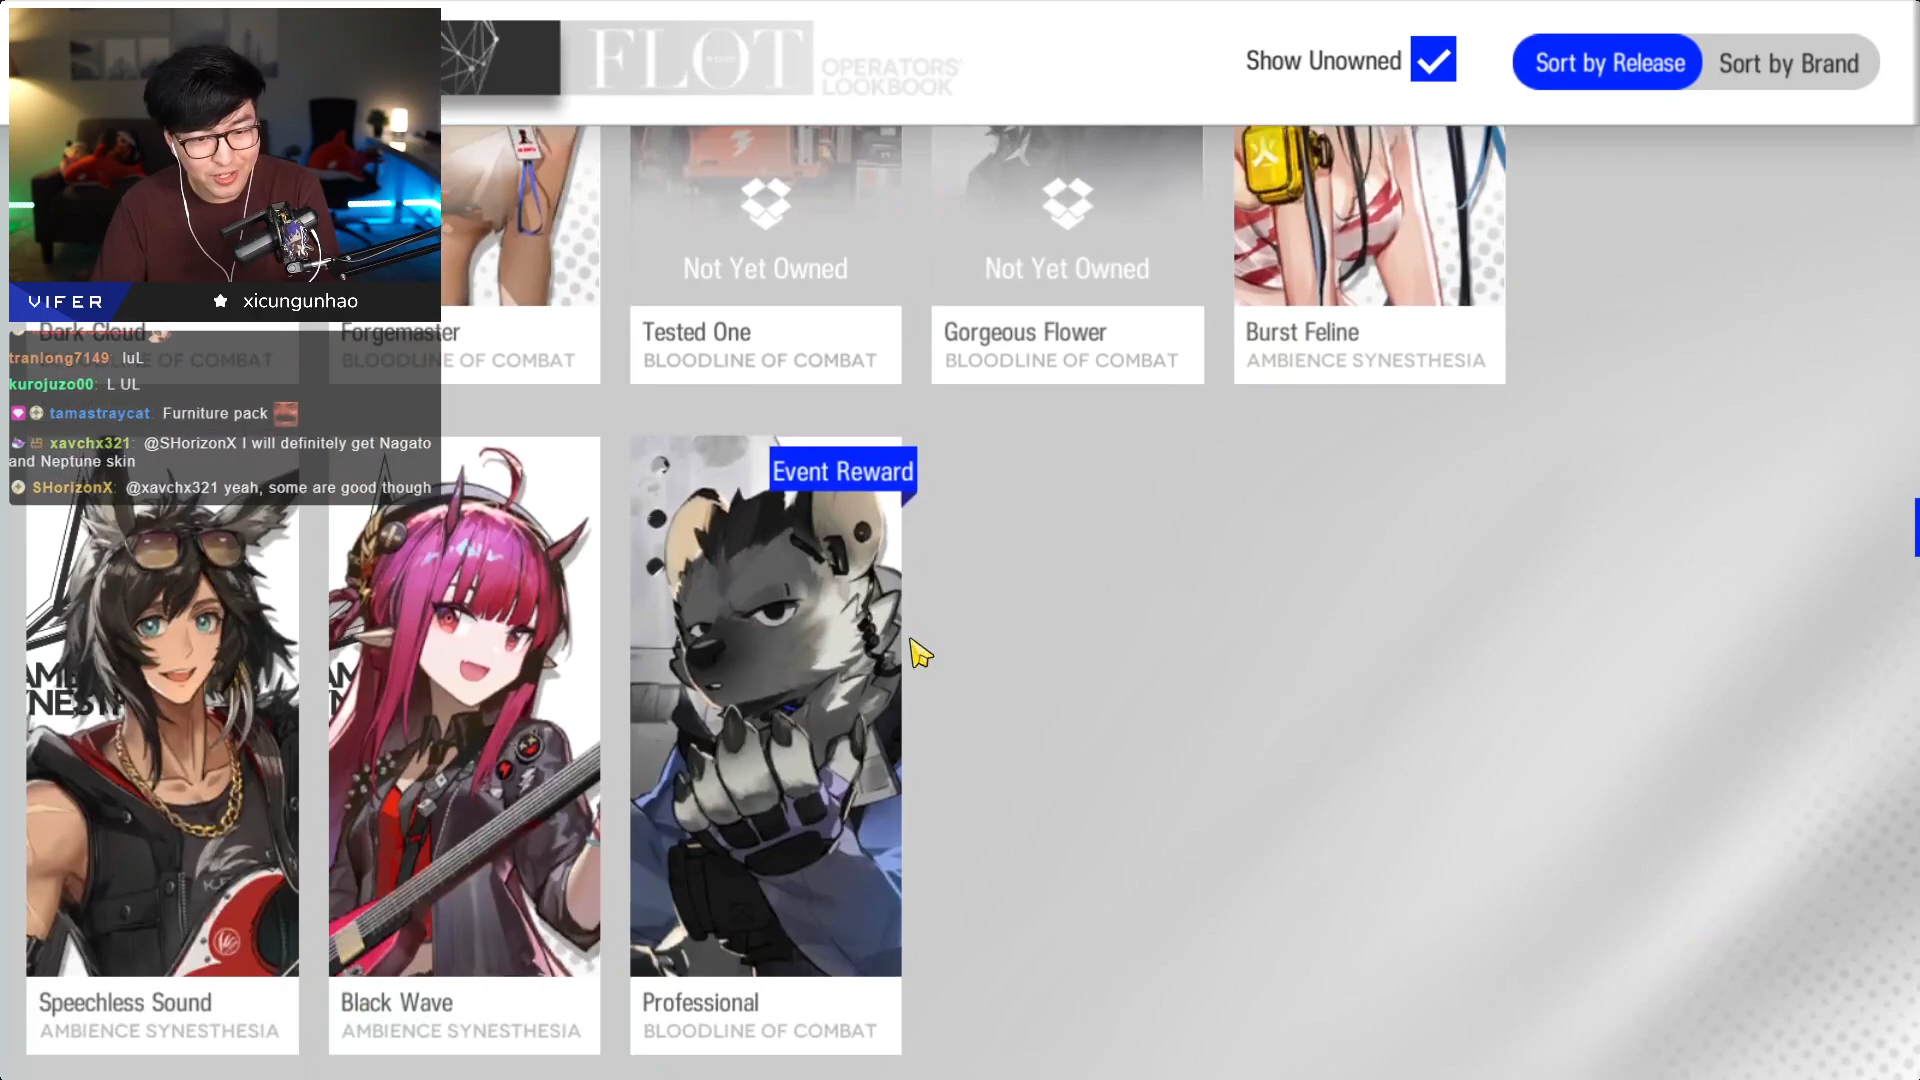 FLOT
OPERATORS'
LOOKBOOK
Show Unowned
Sort by Release
Sort by Brand
VIFER
xicungunhao
Not Yet Owned
Not Yet Owned
Dark Cloud
Forgemaster
Tested One
Gorgeous Flower
Burst Feline
OF COMBAT
BLOODLINE OF COMBAT
BLOODLINE OF COMBAT
AMBIENCE SYNESTHESIA
tranlong7149: luL
kurojuzo00: L UL
tamastraycat: Furniture pack
xavchx321: @SHorizonX I will definitely get Nagato
and Neptune skin
SHorizonX: @xavchx321 yeah, some are good though
Event Reward
Speechless Sound
AMBIENCE SYNESTHESIA
Black Wave
AMBIENCE SYNESTHESIA
Professional
BLOODLINE OF COMBAT